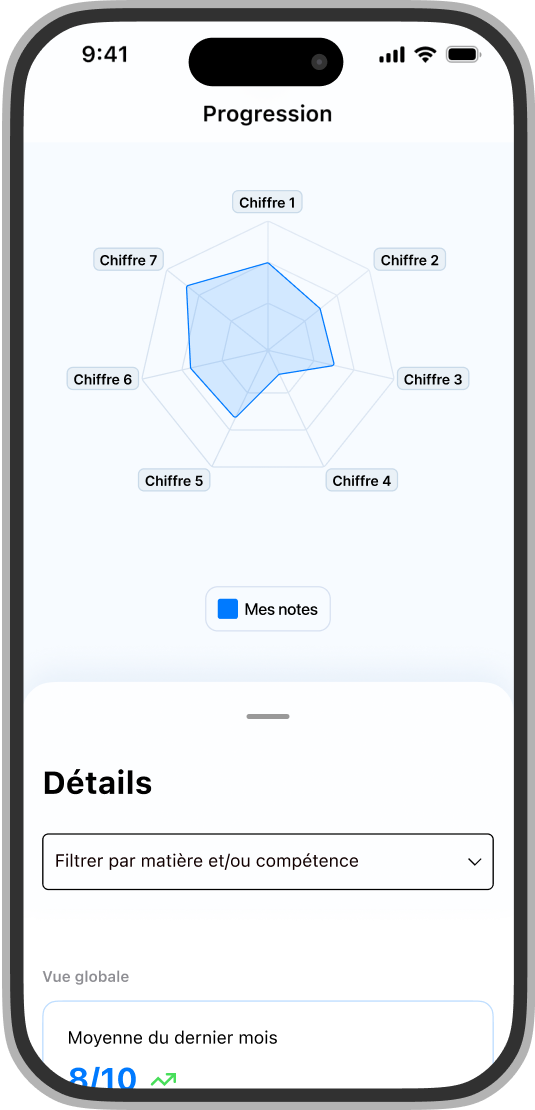 9:41
Progression
Chiffre 1
Chiffre 7
Chiffre 2
Chiffre 6
Chiffre 3
Chiffre 5
Chiffre 4
Mes notes
Détails
Filtrer par matière et/ou compétence
Vue globale
Moyenne du dernier mois
8/10